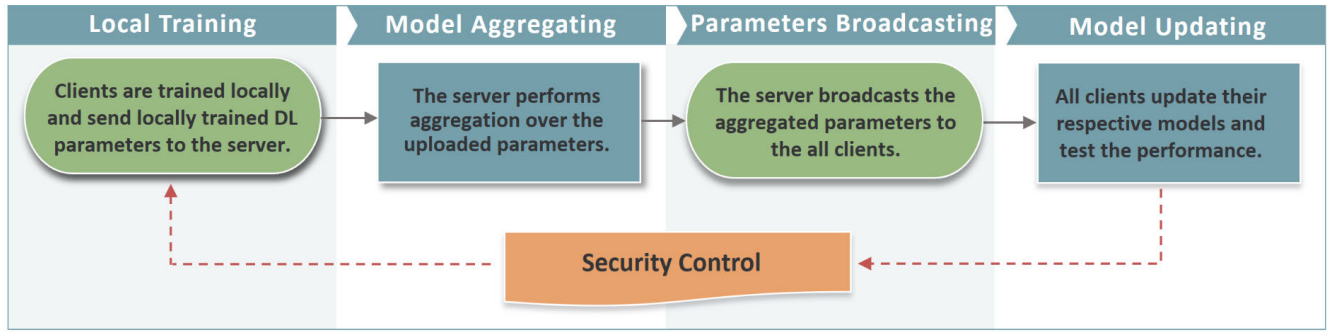 Local Training
Model Aggregating
Parameters Broadcasting
Model Updating
Clients are trained locally
and send locally trained DL
parameters to the server.
The server performs
aggregation over the
uploaded parameters.
The server broadcasts the
aggregated parameters to
the all clients.
All clients update their
respective models and
test the performance.
Security Control